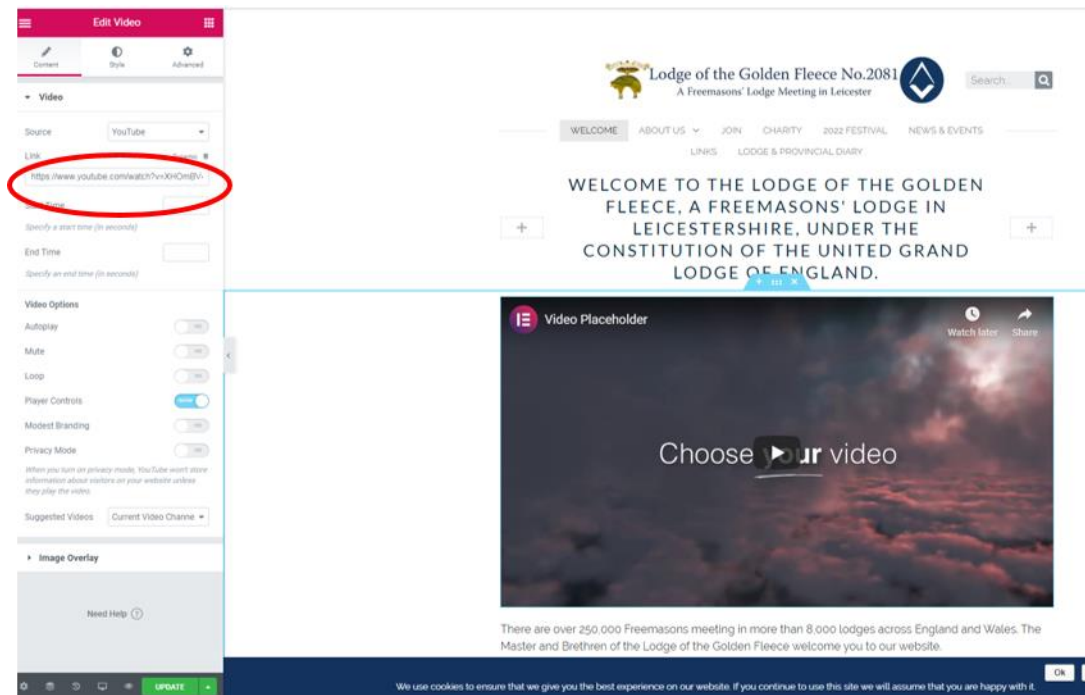 Edit Video
Content
Style
Advanced
Video
Source
YouTube
Link
https://www.youtube.com/watch?v=XHOmBV4
Specify a start time (in seconds)
End Time
Specify an end time (in seconds)
Video Options
Autoplay
Mute
Loop
Player Controls
Modest Branding
Privacy Mode
When you turn on privacy mode, YouTube won't store
information about visitors on your website unless
they play the video.
Suggested Videos
Current Video Channe
Image Overlay
Need Help ?
UPDATE
Lodge of the Golden Fleece No.2081
A Freemasons' Lodge Meeting in Leicester
Search
WELCOME ABOUT US JOIN CHARITY 2022 FESTIVAL NEWS & EVENTS
LINKS LODGE & PROVINCIAL DIARY
WELCOME TO THE LODGE OF THE GOLDEN
FLEECE, A FREEMASONS' LODGE IN
LEICESTERSHIRE, UNDER THE
CONSTITUTION OF THE UNITED GRAND
LODGE OF ENGLAND.
Video Placeholder
Watch later
Share
Choose your video
There are over 250,000 Freemasons meeting in more than 8,000 lodges across England and Wales. The
Master and Brethren of the Lodge of the Golden Fleece welcome you to our website.
Ok
We use cookies to ensure that we give you the best experience on our website. If you continue to use this site we will assume that you are happy with it.